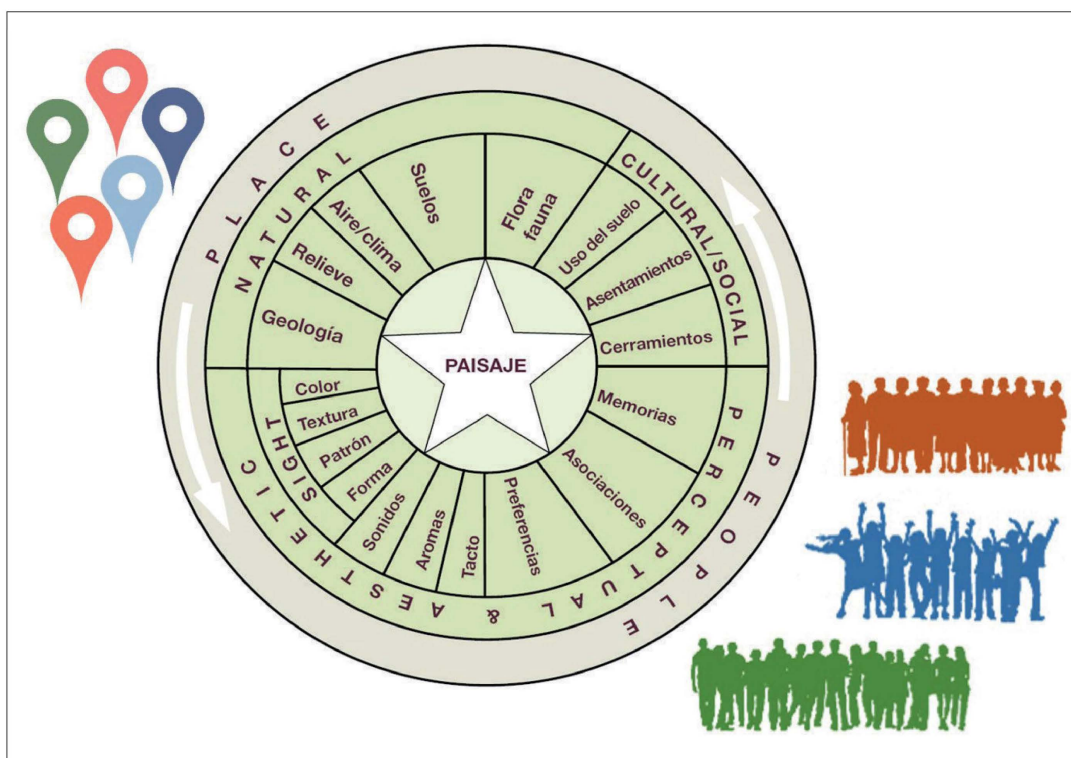 PLACE
NATURAL
CULTURAL/SOCIAL
Geología
Relieve
Aire/clima
Suelos
Flora
fauna
Uso del suelo
Asentamientos
Cerramientos
PAISAJE
Memorias
Asociaciones
Preferencias
Tacto
Aromas
Sonidos
Forma
Patrón
Textura
Color
SIGHT
PERCEPTUAL & AESTHETIC
PEOPLE